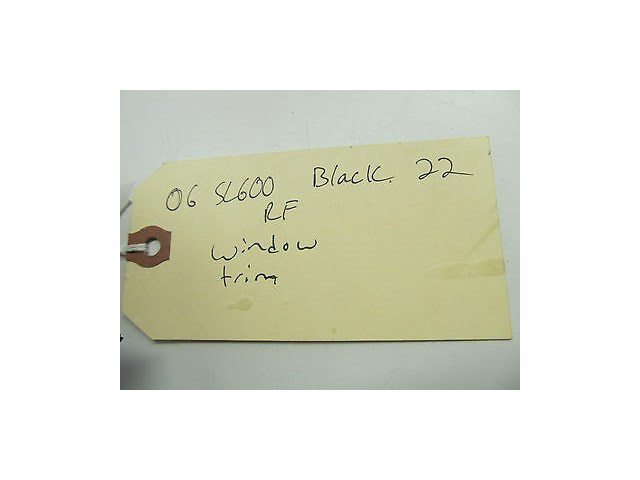 06 SL600 Black. 22
RF
window
trim